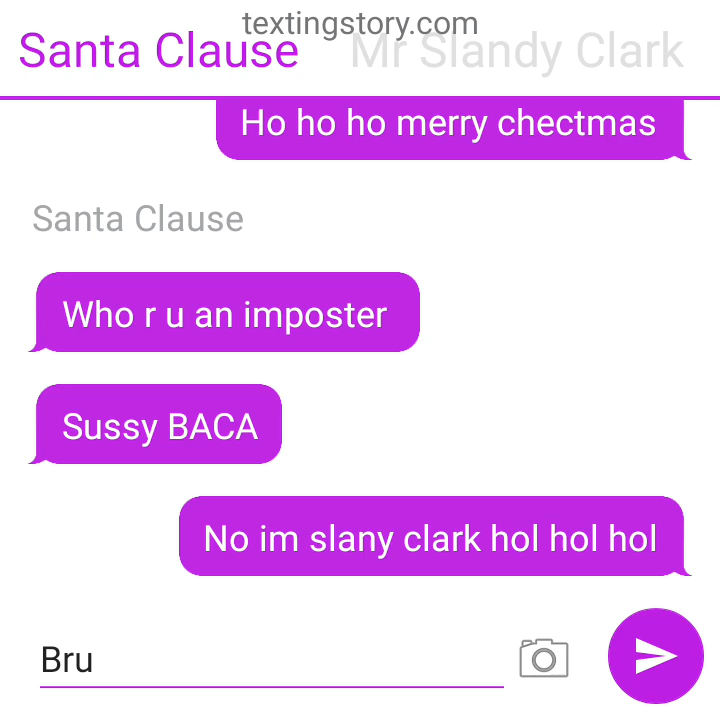 textingstory.com
Santa Clause Mr Slandy Clark
Ho ho ho merry chectmas
Santa Clause
Who r u an imposter
Sussy BACA
No im slany clark hol hol hol
Bru